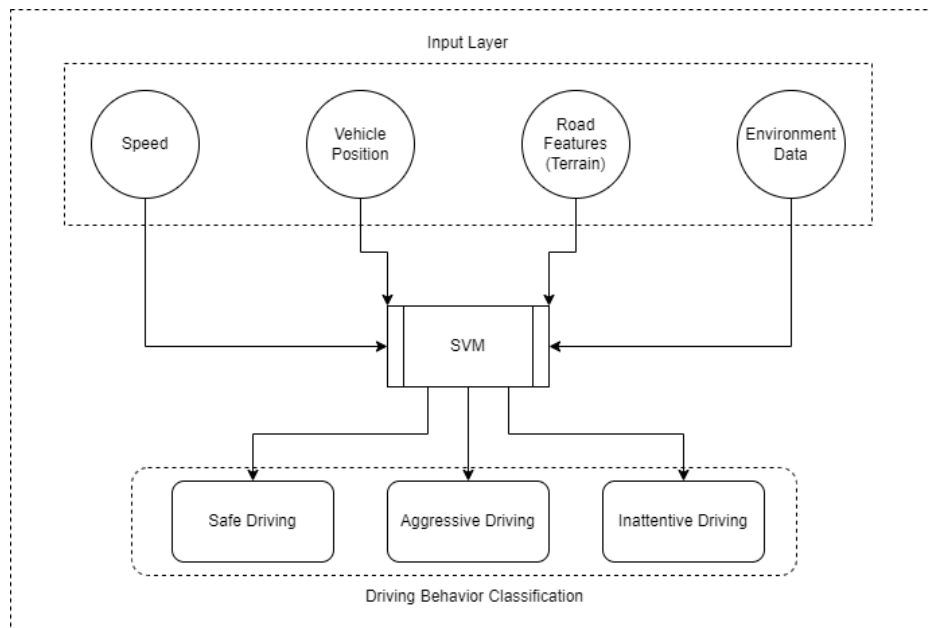 Input Layer
Speed
Vehicle
Position
Road
Features
(Terrain)
Environment
Data
SVM
Safe Driving
Aggressive Driving
Inattentive Driving
Driving Behavior Classification